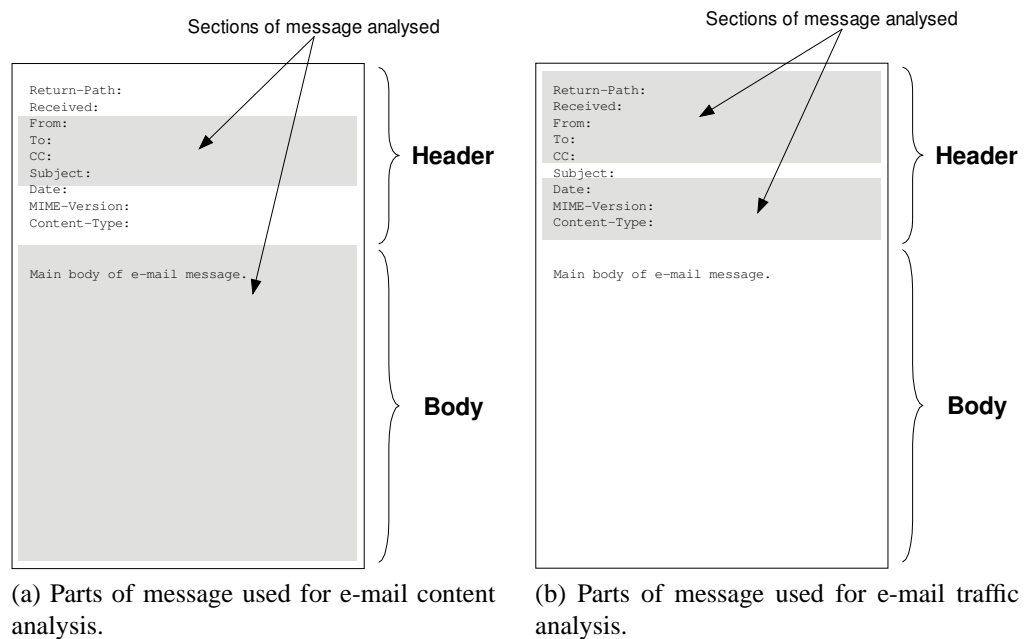 Sections of message analysed
Return-Path:
Received:
From:
To:
CC:
Subject:
Date:
MIME-Version:
Content-Type:
Header
Main body of e-mail message.
Body
(a) Parts of message used for e-mail content
analysis.
Sections of message analysed
Return-Path:
Received:
From:
To:
CC:
Subject:
Date:
MIME-Version:
Content-Type:
Header
Main body of e-mail message.
Body
(b) Parts of message used for e-mail traffic
analysis.